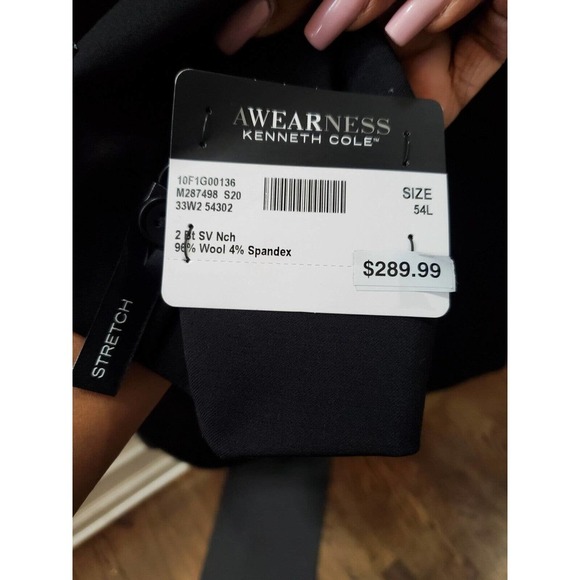 AWEARNESS
KENNETH COLE™
10F1G00136
M287498 S20
33W2 54302
SIZE
54L
2 Bt SV Nch
96% Wool 4% Spandex
$289.99
STRETCH